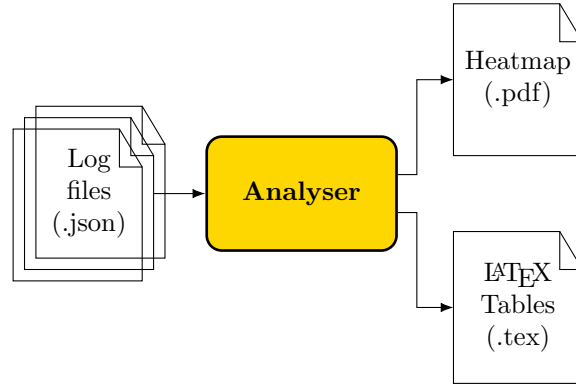 Log
files
(.json)
Analyser
Heatmap
(.pdf)
LATEX
Tables
(.tex)